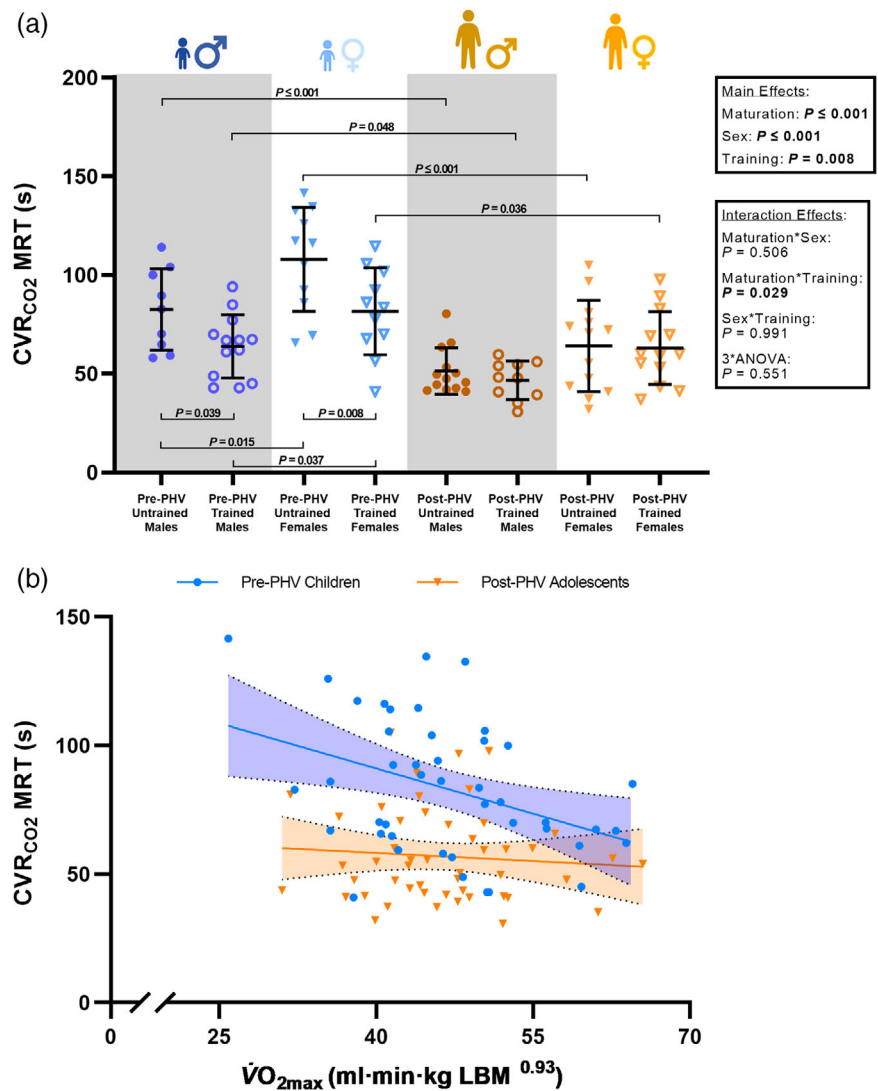 (a)
200
150
100
50
0
CVR_CO2 MRT (s)
P ≤ 0.001
P = 0.048
P ≤ 0.001
P = 0.036
P = 0.039
P = 0.008
P = 0.015
P = 0.037
Pre-PHV
Untrained
Males
Pre-PHV
Trained
Males
Pre-PHV
Untrained
Females
Pre-PHV
Trained
Females
Post-PHV
Untrained
Males
Post-PHV
Trained
Males
Post-PHV
Untrained
Females
Post-PHV
Trained
Females
Main Effects:
Maturation: P ≤ 0.001
Sex: P ≤ 0.001
Training: P = 0.008
Interaction Effects:
Maturation*Sex:
P = 0.506
Maturation*Training:
P = 0.029
Sex*Training:
P = 0.991
3*ANOVA:
P = 0.551
(b)
Pre-PHV Children
Post-PHV Adolescents
150
100
50
0
CVR_CO2 MRT (s)
0
25
40
55
70
V̇O2max (ml·min·kg LBM ^0.93)